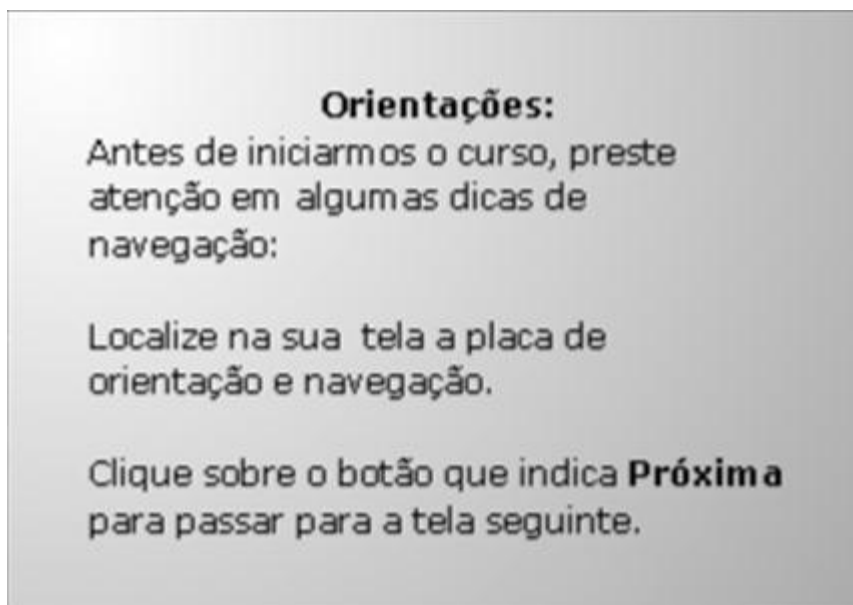 Orientações:
Antes de iniciarmos o curso, preste
atenção em algumas dicas de
navegação:
Localize na sua tela a placa de
orientação e navegação.
Clique sobre o botão que indica Próxima
para passar para a tela seguinte.